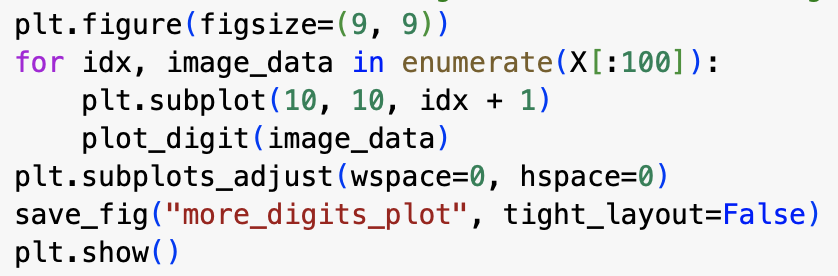 plt.figure(figsize=(9, 9))
for idx, image_data in enumerate(X[:100]):
    plt.subplot(10, 10, idx + 1)
    plot_digit(image_data)
plt.subplots_adjust(wspace=0, hspace=0)
save_fig("more_digits_plot", tight_layout=False)
plt.show()